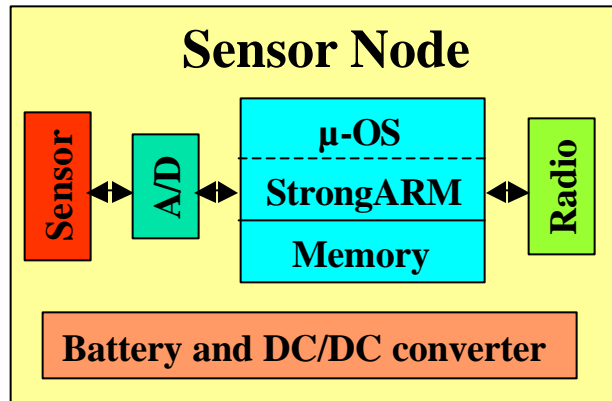 Sensor Node
Sensor
A/D
µ-OS
StrongARM
Memory
Radio
Battery and DC/DC converter